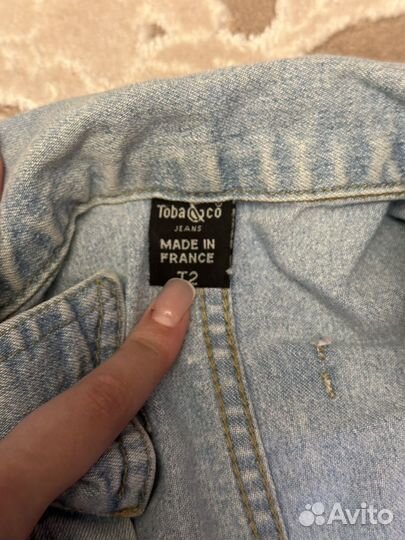 Toba&co
JEANS
MADE IN
FRANCE
T2
Avito